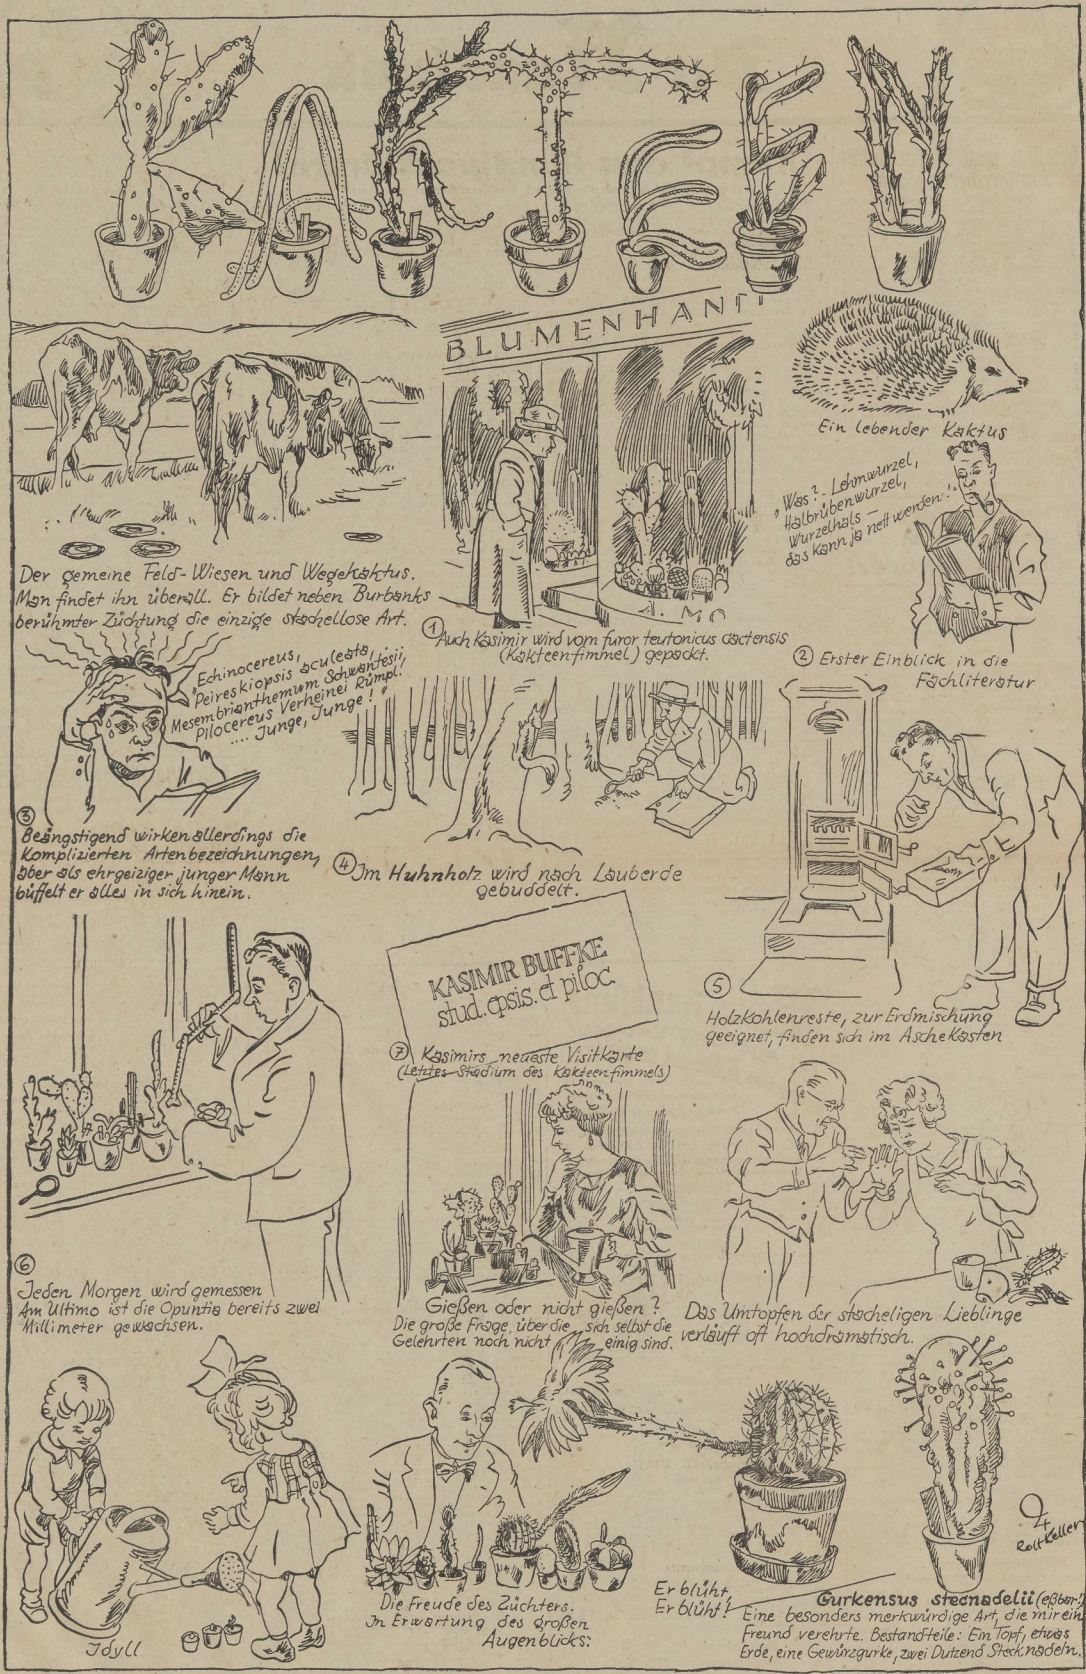 KAKTEEN
BLUMENHAN
Ein lebender Kaktus
Der gemeine Feld-Wiesen und Wegekaktus.
Man findet ihn überall. Er bildet neben Burbanks
berühmter Züchtung die einzige stachellose Art.
① Auch Kasimir wird vom furor teutonicus cactensis
(Kakteenfimmel) gepackt.
„Was? Lehmwurzel,
Halbrübenwurzel,
Wurzelhals —
das kann ja nett werden!"
② Erster Einblick in die
Fachliteratur
„Echinocereus,
Peireskiopsis aculeata,
Mesembrianthemum Schwantesii,
Pilocereus Verheinei Rümpl.!
.... Junge, Junge!"
③
Beängstigend wirken allerdings die
Komplizierten Artenbezeichnungen,
aber als ehrgeiziger junger Mann
büffelt er alles in sich hinein.
④ Im Huhnholz wird nach Lauberde
gebuddelt.
⑤
Holzkohlenreste, zur Erdmischung
geeignet, finden sich im Aschekasten
⑥
Jeden Morgen wird gemessen
Am Ultimo ist die Opuntia bereits zwei
Millimeter gewachsen.
KASIMIR BUFFKE
stud. epsis. et piloc.
⑦ Kasimirs neueste Visitkarte
(Letztes Stadium des Kakteenfimmels)
Gießen oder nicht gießen?
Die große Frage, über die sich selbst die
Gelehrten noch nicht einig sind.
Das Umtopfen der stacheligen Lieblinge
verläuft oft hochdramatisch.
Idyll
Die Freude des Züchters.
In Erwartung des großen
Augenblicks:
Er blüht,
Er blüht!
Rolf Keller
Gurkensus stecnadelii (eßbar!)
Eine besonders merkwürdige Art, die mir ein
Freund verehrte. Bestandteile: Ein Topf, etwas
Erde, eine Gewürzgurke, zwei Dutzend Stecknadeln.